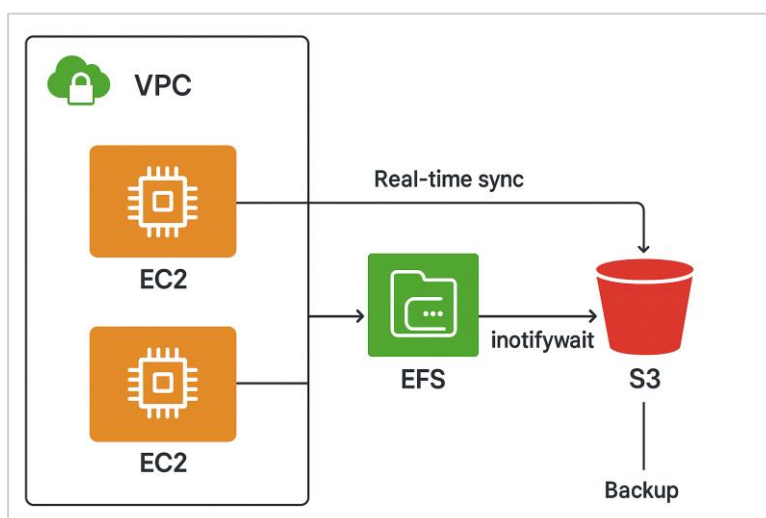 VPC
Real-time sync
EC2
EFS
inotifywait
S3
EC2
Backup